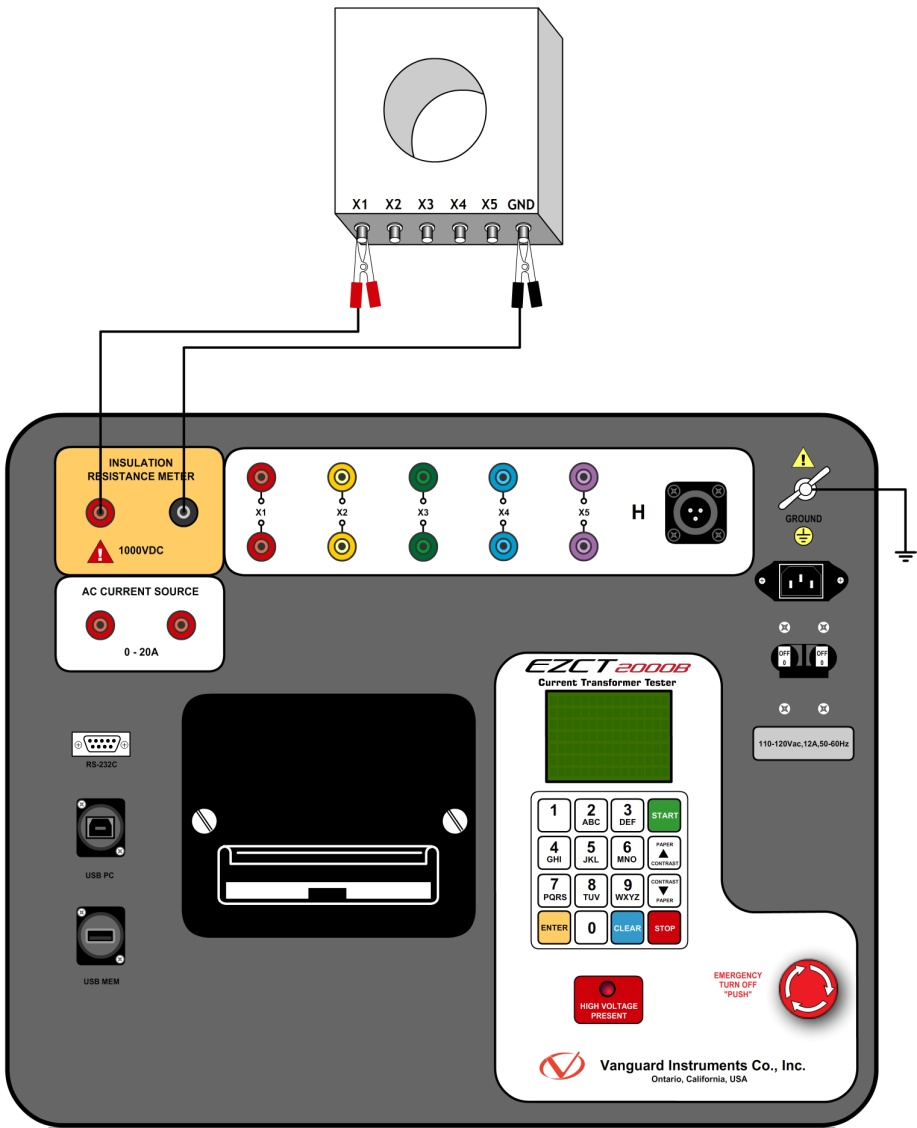 X1 X2 X3 X4 X5 GND
INSULATION
RESISTANCE METER
1000VDC
X1
X2
X3
X4
X5
H
GROUND
AC CURRENT SOURCE
0 - 20A
OFF
0
OFF
0
110-120Vac,12A,50-60Hz
EZCT 2000B
Current Transformer Tester
RS-232C
USB PC
USB MEM
1
2
ABC
3
DEF
START
4
GHI
5
JKL
6
MNO
PAPER
CONTRAST
7
PQRS
8
TUV
9
WXYZ
CONTRAST
PAPER
ENTER
0
CLEAR
STOP
HIGH VOLTAGE
PRESENT
EMERGENCY
TURN OFF
"PUSH"
Vanguard Instruments Co., Inc.
Ontario, California, USA